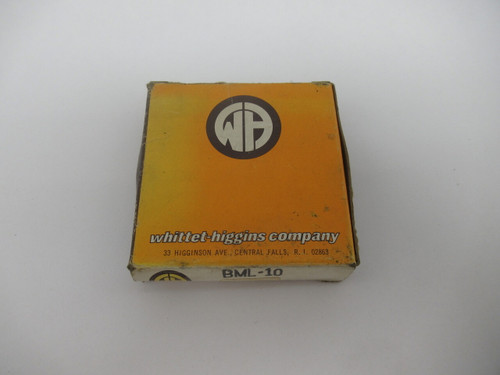 WH
whittet-higgins company
33 HIGGINSON AVE., CENTRAL FALLS, R. I. 02863
BML-10